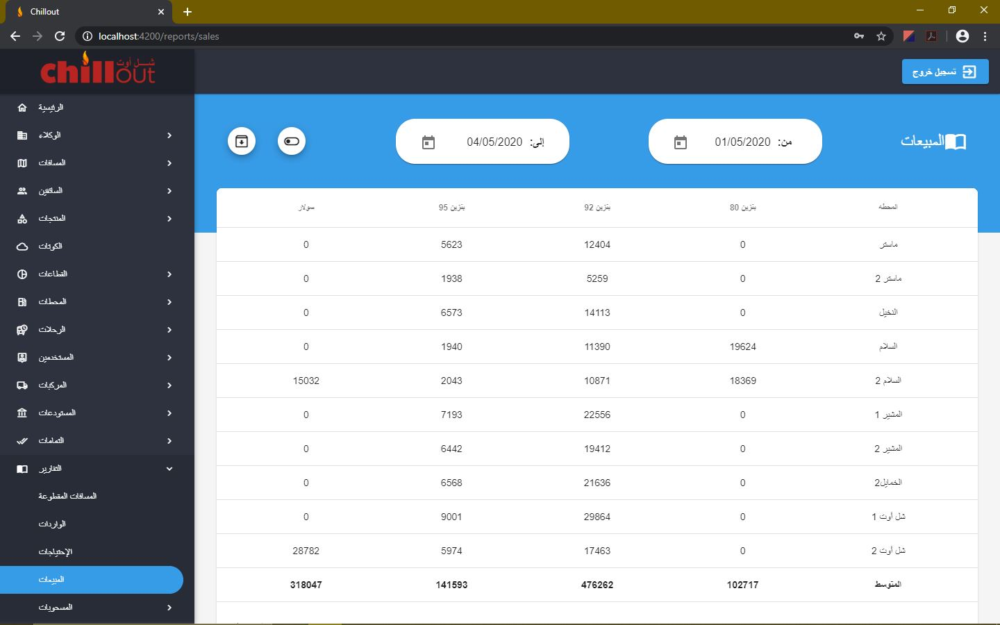 Chillout
localhost:4200/reports/sales
شل أوت
chillout
تسجيل خروج
الرئيسية
الوكلاء
المسافات
السائقين
المنتجات
الكوتات
القطاعات
المحطات
الرحلات
المستخدمين
المركبات
المستودعات
التمامات
التقارير
المسافات المقطوعة
الواردات
الإحتياجات
المبيعات
المسحوبات
المبيعات
من: 01/05/2020
إلى: 04/05/2020
المحطه بنزين 80 بنزين 92 بنزين 95 سولار
ماستر 0 12404 5623 0
ماستر 2 0 5259 1938 0
النخيل 0 14113 6573 0
السلام 19624 11390 1940 0
السلام 2 18369 10871 2043 15032
المشير 1 0 22556 7193 0
المشير 2 0 19412 6442 0
الخمايل2 0 21636 6568 0
شل أوت 1 0 29864 9001 0
شل أوت 2 0 17463 5974 28782
المتوسط 102717 476262 141593 318047